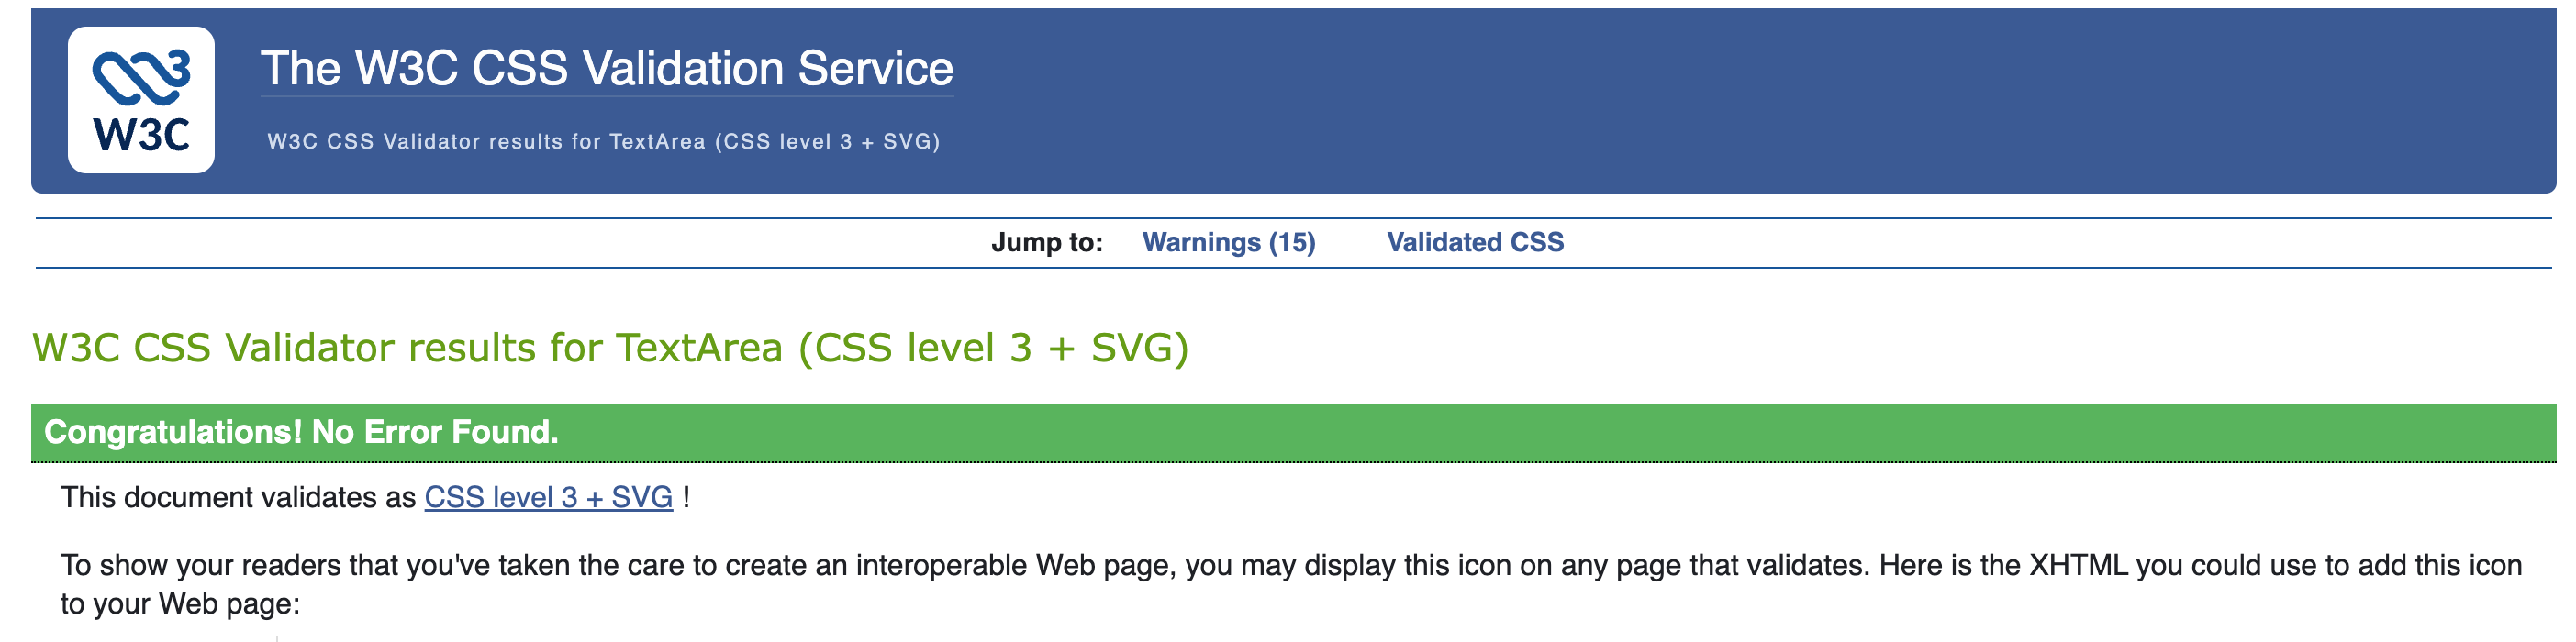 W3C
The W3C CSS Validation Service
W3C CSS Validator results for TextArea (CSS level 3 + SVG)
Jump to: Warnings (15) Validated CSS
W3C CSS Validator results for TextArea (CSS level 3 + SVG)
Congratulations! No Error Found.
This document validates as CSS level 3 + SVG !
To show your readers that you've taken the care to create an interoperable Web page, you may display this icon on any page that validates. Here is the XHTML you could use to add this icon
to your Web page: